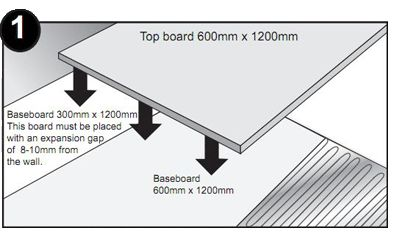 1
Top board 600mm x 1200mm
Baseboard 300mm x 1200mm
This board must be placed
with an expansion gap
of 8-10mm from
the wall.
Baseboard
600mm x 1200mm